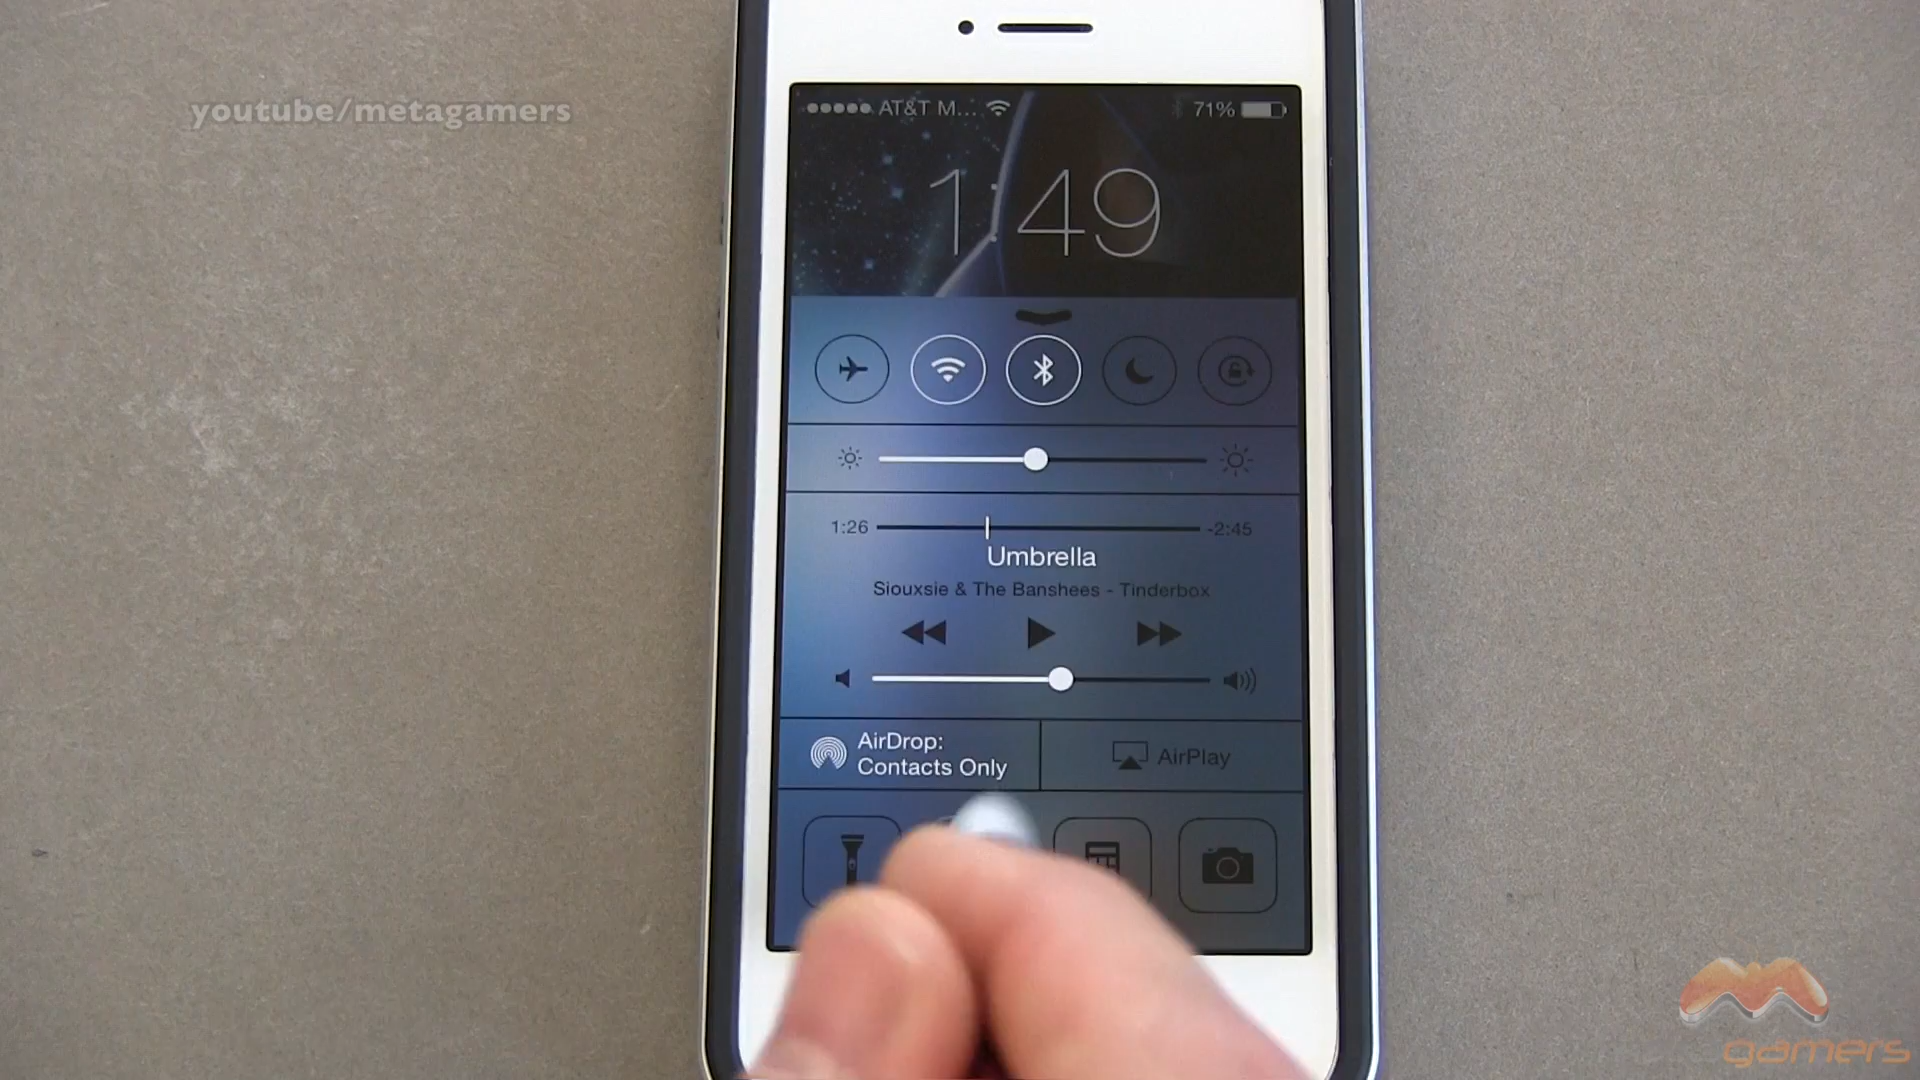 youtube/metagamers
AT&T M... 71%
1:49
1:26 -2:45
Umbrella
Siouxsie & The Banshees - Tinderbox
AirDrop:
Contacts Only
AirPlay
gamers